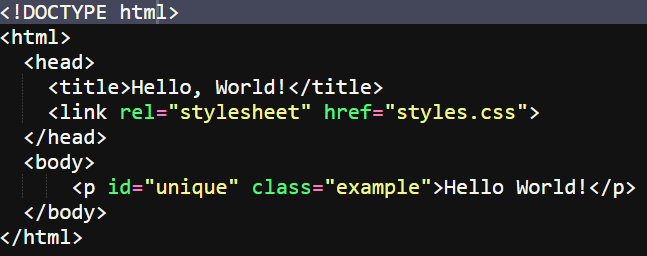 <!DOCTYPE html>
<html>
<head>
<title>Hello, World!</title>
<link rel="stylesheet" href="styles.css">
</head>
<body>
<p id="unique" class="example">Hello World!</p>
</body>
</html>